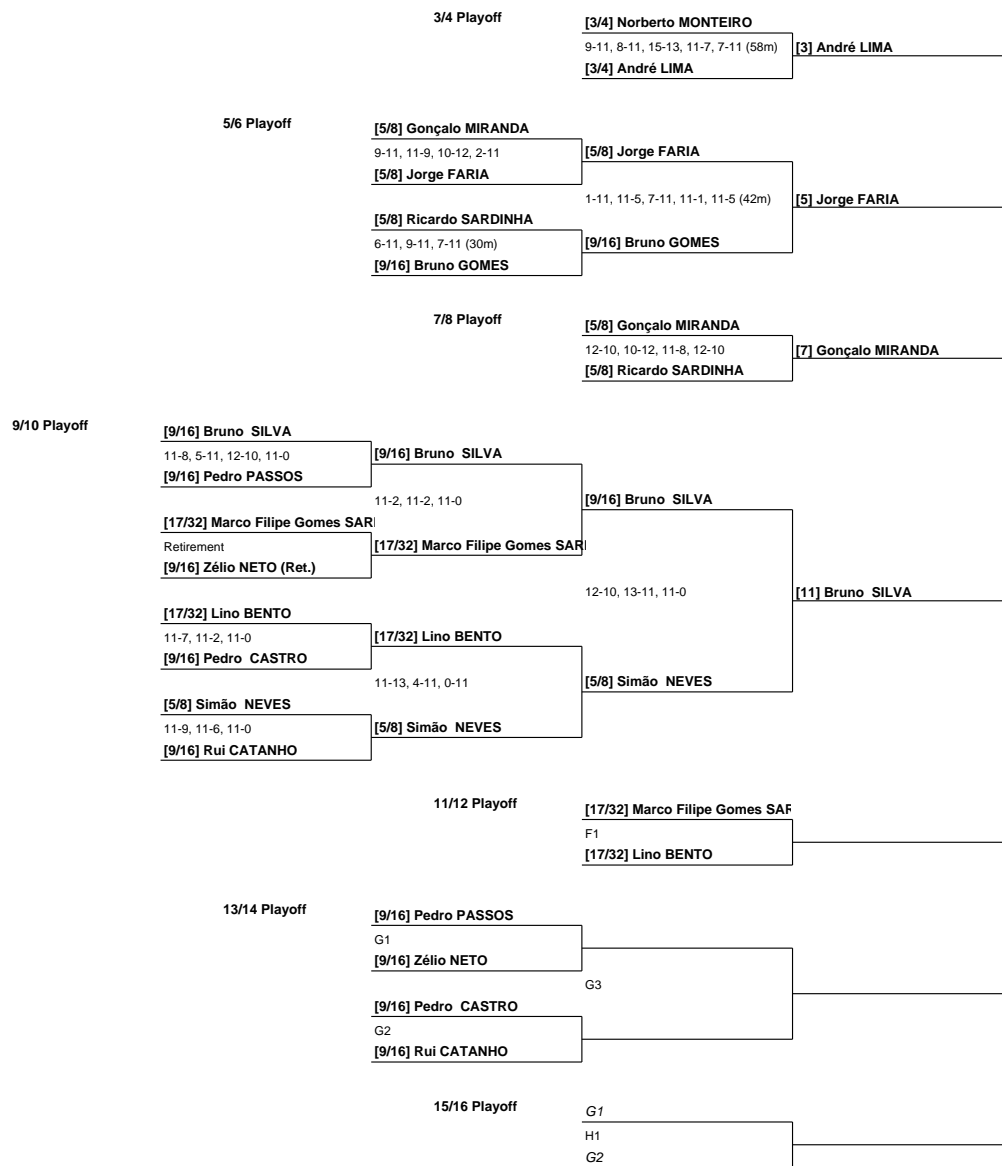 3/4 Playoff
[3/4] Norberto MONTEIRO
9-11, 8-11, 15-13, 11-7, 7-11 (58m)
[3/4] André LIMA
[3] André LIMA
5/6 Playoff
[5/8] Gonçalo MIRANDA
9-11, 11-9, 10-12, 2-11
[5/8] Jorge FARIA
[5/8] Jorge FARIA
1-11, 11-5, 7-11, 11-1, 11-5 (42m)
[5] Jorge FARIA
[5/8] Ricardo SARDINHA
6-11, 9-11, 7-11 (30m)
[9/16] Bruno GOMES
[9/16] Bruno GOMES
7/8 Playoff
[5/8] Gonçalo MIRANDA
12-10, 10-12, 11-8, 12-10
[5/8] Ricardo SARDINHA
[7] Gonçalo MIRANDA
9/10 Playoff
[9/16] Bruno  SILVA
11-8, 5-11, 12-10, 11-0
[9/16] Pedro PASSOS
[9/16] Bruno  SILVA
11-2, 11-2, 11-0
[9/16] Bruno  SILVA
[17/32] Marco Filipe Gomes SAR
Retirement
[9/16] Zélio NETO (Ret.)
[17/32] Marco Filipe Gomes SAR
12-10, 13-11, 11-0
[11] Bruno  SILVA
[17/32] Lino BENTO
11-7, 11-2, 11-0
[9/16] Pedro  CASTRO
[17/32] Lino BENTO
11-13, 4-11, 0-11
[5/8] Simão  NEVES
[5/8] Simão  NEVES
11-9, 11-6, 11-0
[9/16] Rui CATANHO
[5/8] Simão  NEVES
11/12 Playoff
[17/32] Marco Filipe Gomes SAR
F1
[17/32] Lino BENTO
13/14 Playoff
[9/16] Pedro PASSOS
G1
[9/16] Zélio NETO
G3
[9/16] Pedro  CASTRO
G2
[9/16] Rui CATANHO
15/16 Playoff
G1
H1
G2